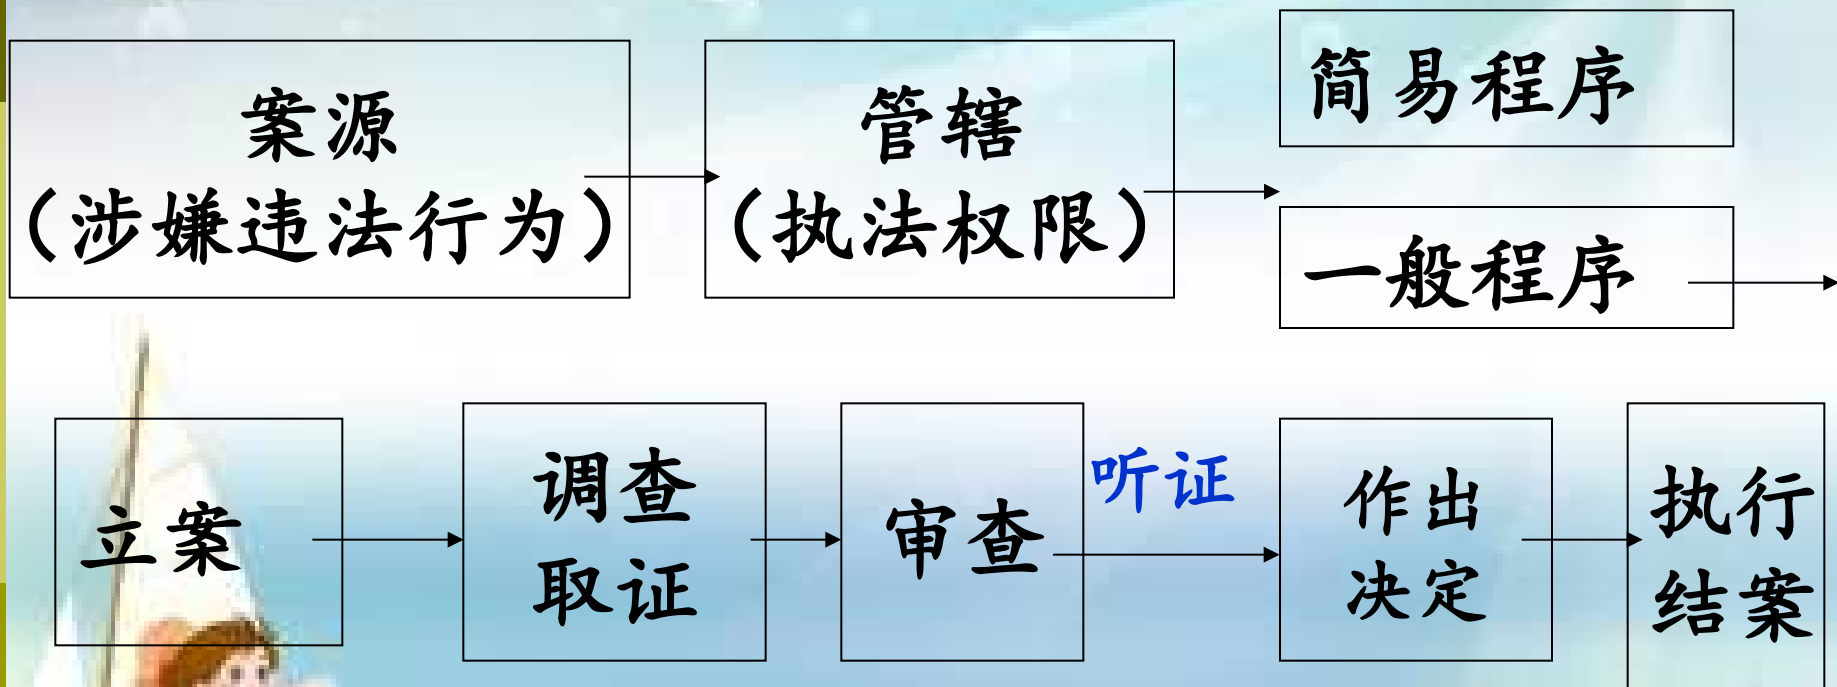 案源
（涉嫌违法行为）
管辖
（执法权限）
简易程序
一般程序
立案
调查
取证
审查
听证
作出
决定
执行
结案